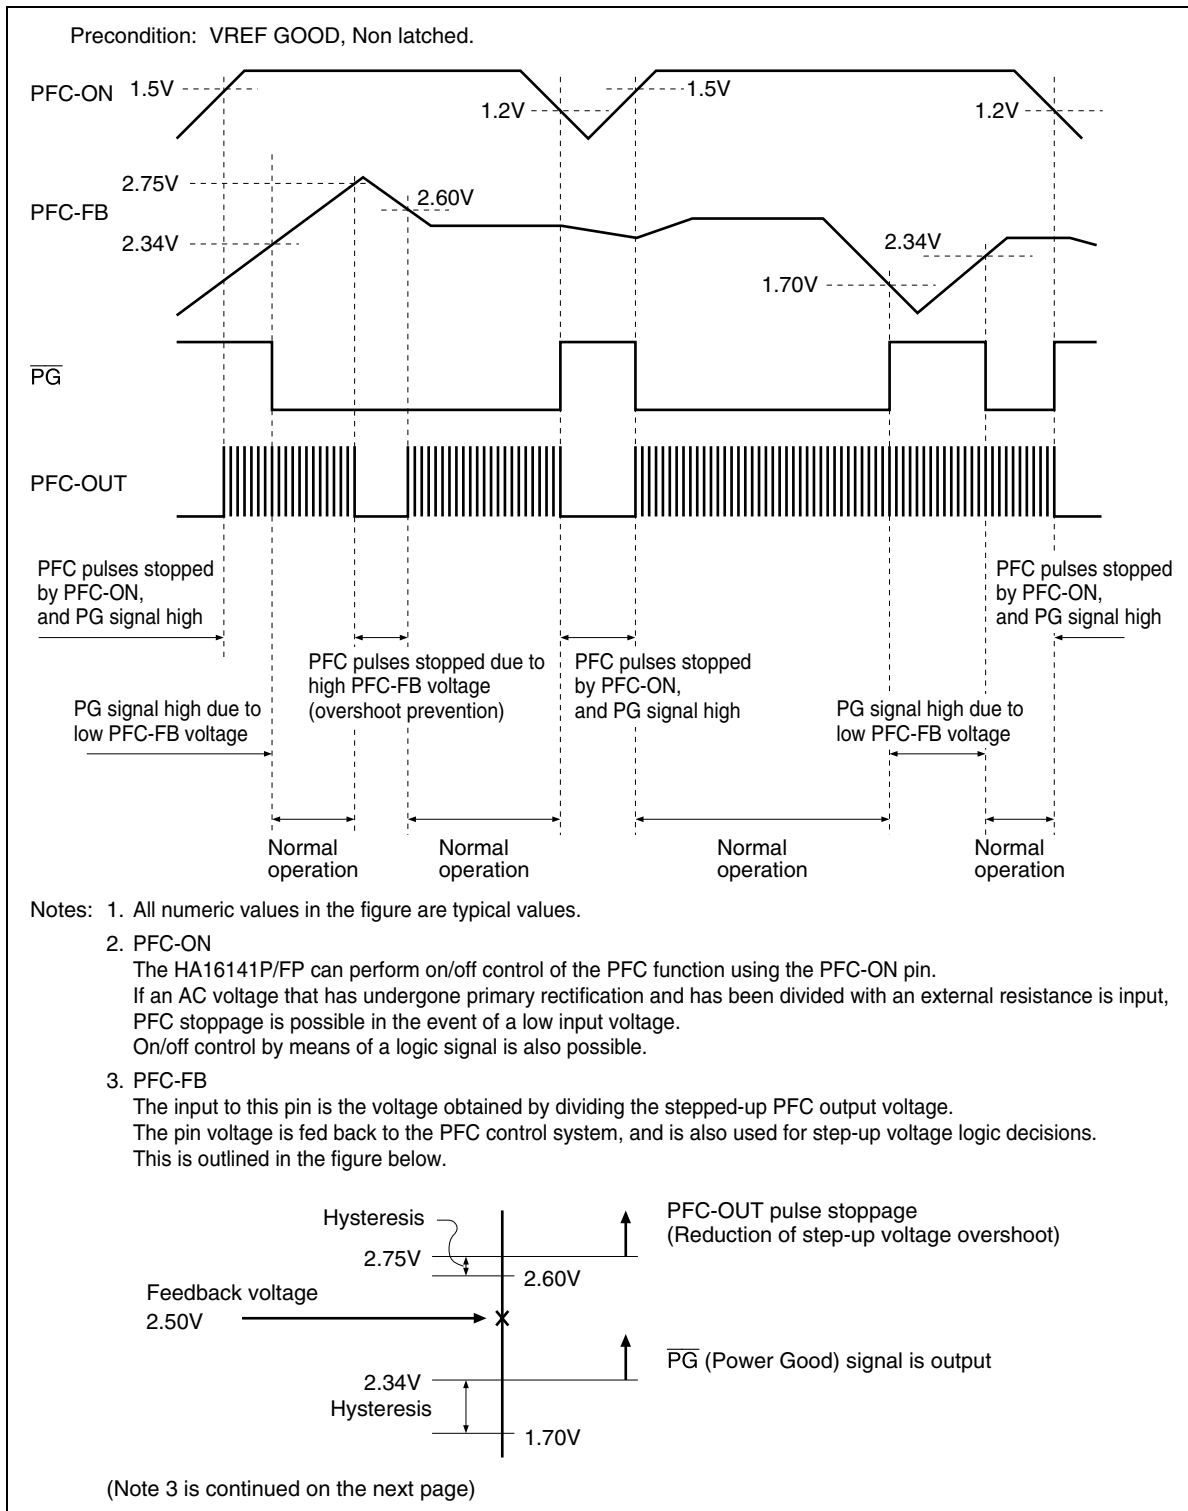 Precondition: VREF GOOD, Non latched.
PFC-ON
1.5V
1.2V
1.5V
1.2V
PFC-FB
2.75V
2.60V
2.34V
2.34V
1.70V
PG
PFC-OUT
PFC pulses stopped
by PFC-ON,
and PG signal high
PFC pulses stopped due to
high PFC-FB voltage
(overshoot prevention)
PFC pulses stopped
by PFC-ON,
and PG signal high
PFC pulses stopped
by PFC-ON,
and PG signal high
PG signal high due to
low PFC-FB voltage
PG signal high due to
low PFC-FB voltage
Normal
operation
Normal
operation
Normal
operation
Normal
operation
Notes: 1. All numeric values in the figure are typical values.
2. PFC-ON
The HA16141P/FP can perform on/off control of the PFC function using the PFC-ON pin.
If an AC voltage that has undergone primary rectification and has been divided with an external resistance is input,
PFC stoppage is possible in the event of a low input voltage.
On/off control by means of a logic signal is also possible.
3. PFC-FB
The input to this pin is the voltage obtained by dividing the stepped-up PFC output voltage.
The pin voltage is fed back to the PFC control system, and is also used for step-up voltage logic decisions.
This is outlined in the figure below.
Hysteresis
2.75V
2.60V
PFC-OUT pulse stoppage
(Reduction of step-up voltage overshoot)
Feedback voltage
2.50V
2.34V
Hysteresis
1.70V
PG (Power Good) signal is output
(Note 3 is continued on the next page)